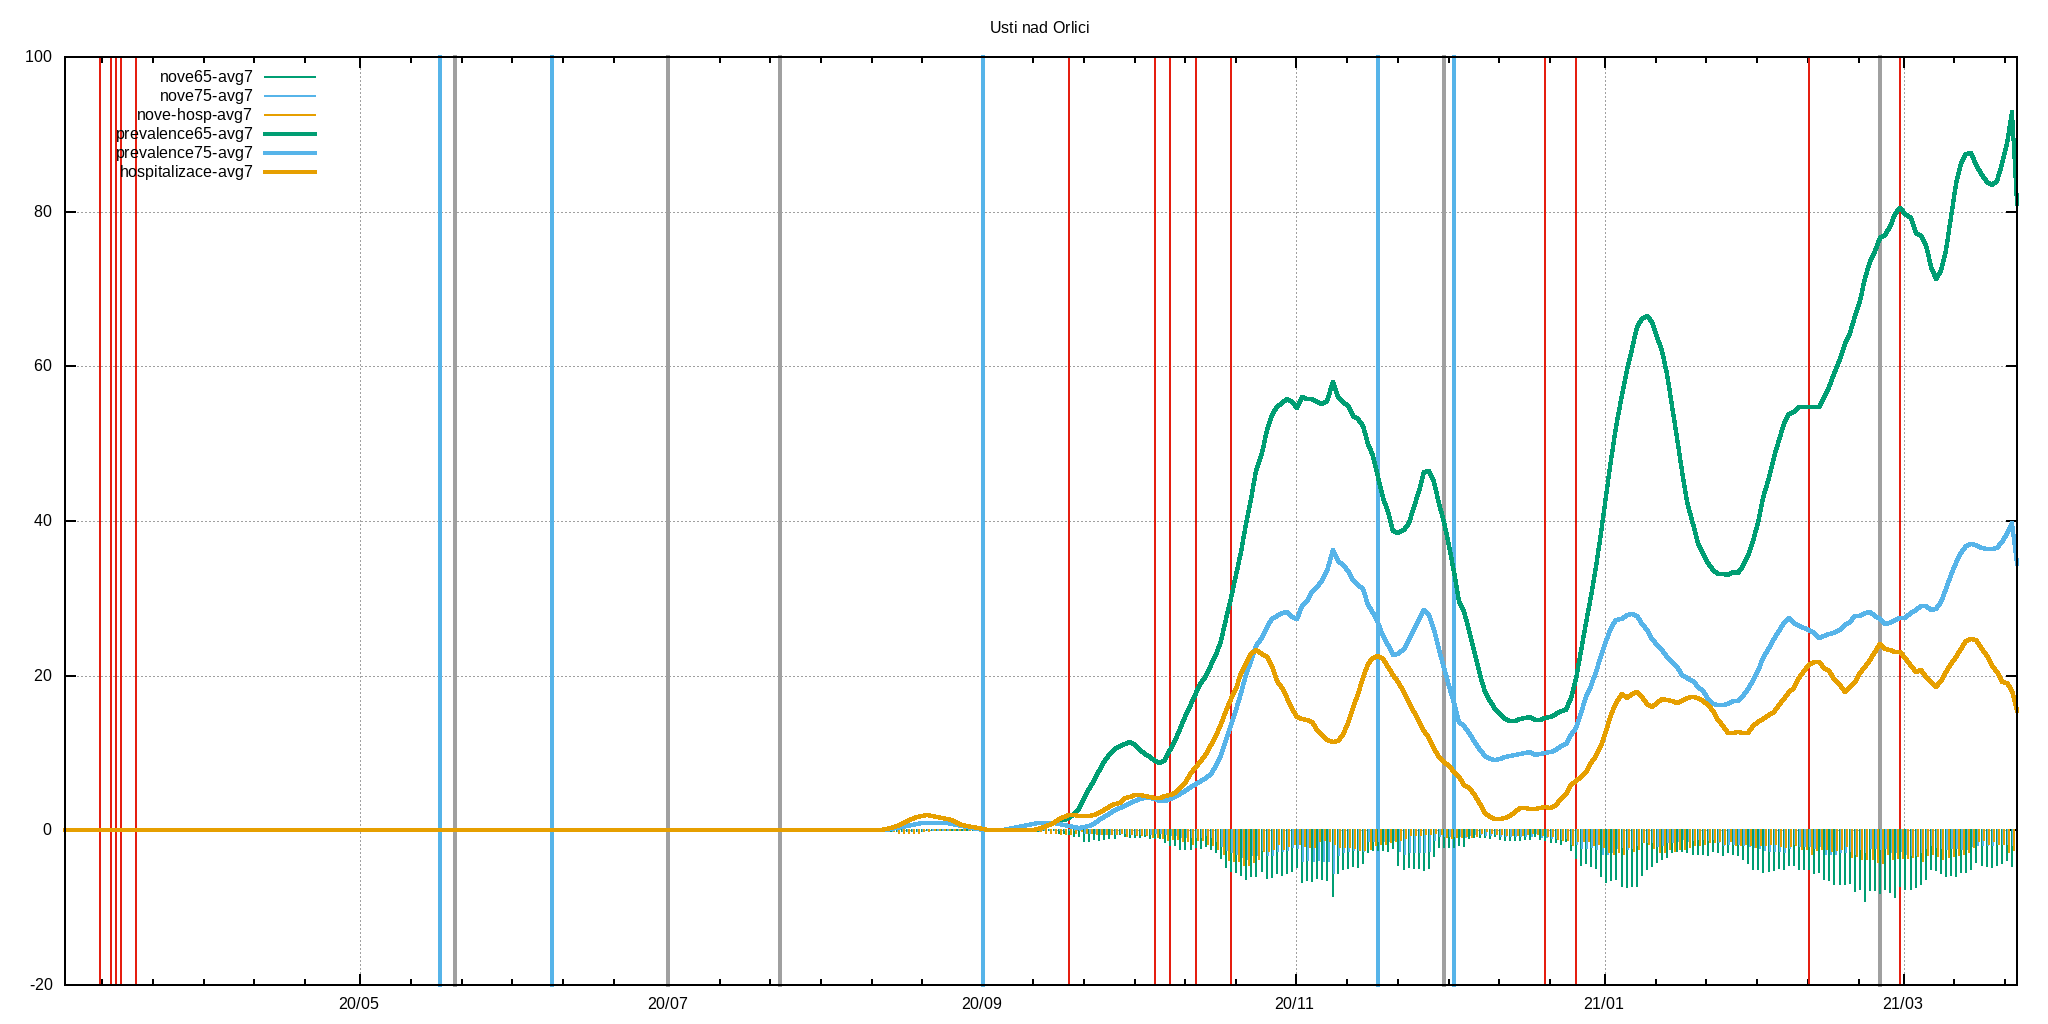 Usti nad Orlici
100
80
60
40
20
0
-20
nove65-avg7
nove75-avg7
nove-hosp-avg7
prevalence65-avg7
prevalence75-avg7
hospitalizace-avg7
20/05 20/07 20/09 20/11 21/01 21/03